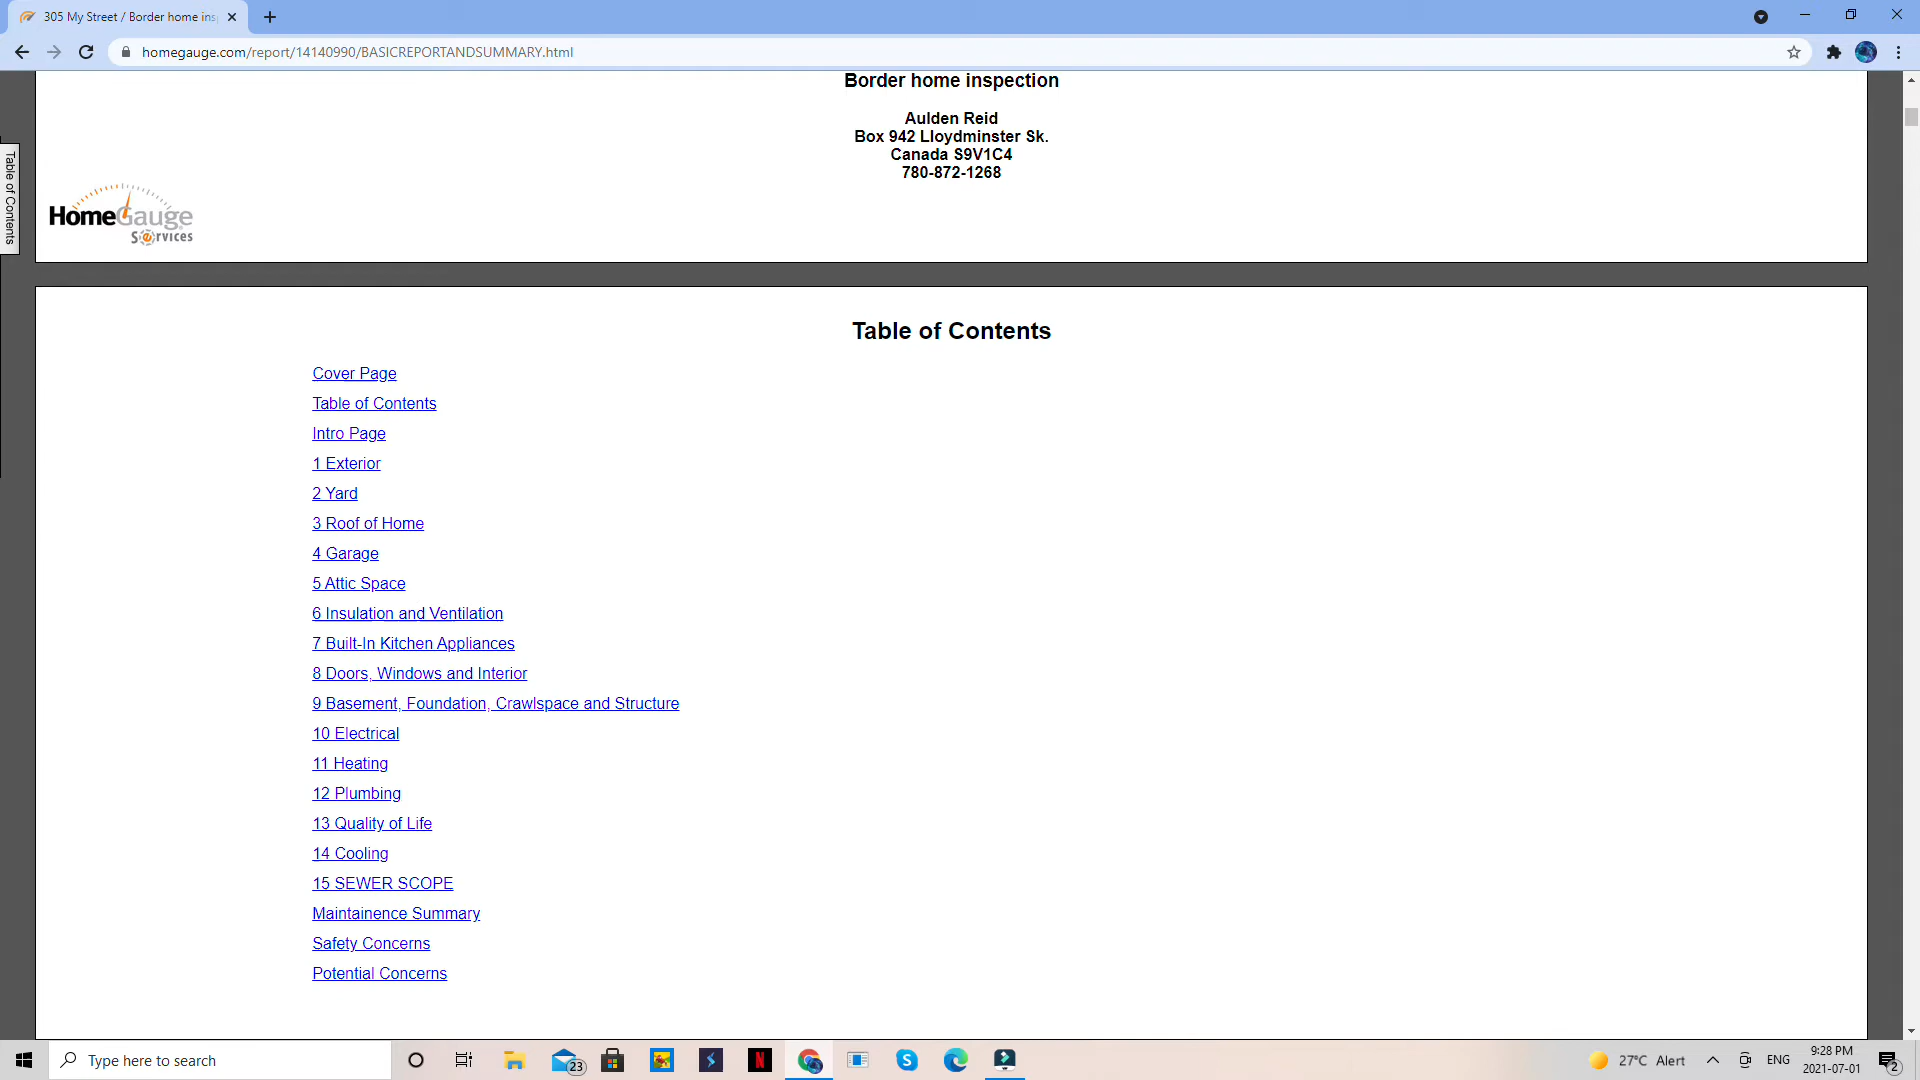 305 My Street / Border home ins
homegauge.com/report/14140990/BASICREPORTANDSUMMARY.html
Border home inspection
Aulden Reid
Box 942 Lloydminster Sk.
Canada S9V1C4
780-872-1268
Table of Contents
HomeGauge
Services
Table of Contents
Cover Page
Table of Contents
Intro Page
1 Exterior
2 Yard
3 Roof of Home
4 Garage
5 Attic Space
6 Insulation and Ventilation
7 Built-In Kitchen Appliances
8 Doors, Windows and Interior
9 Basement, Foundation, Crawlspace and Structure
10 Electrical
11 Heating
12 Plumbing
13 Quality of Life
14 Cooling
15 SEWER SCOPE
Maintainence Summary
Safety Concerns
Potential Concerns
Type here to search
23
N
S
27°C Alert
ENG
9:28 PM
2021-07-01
2